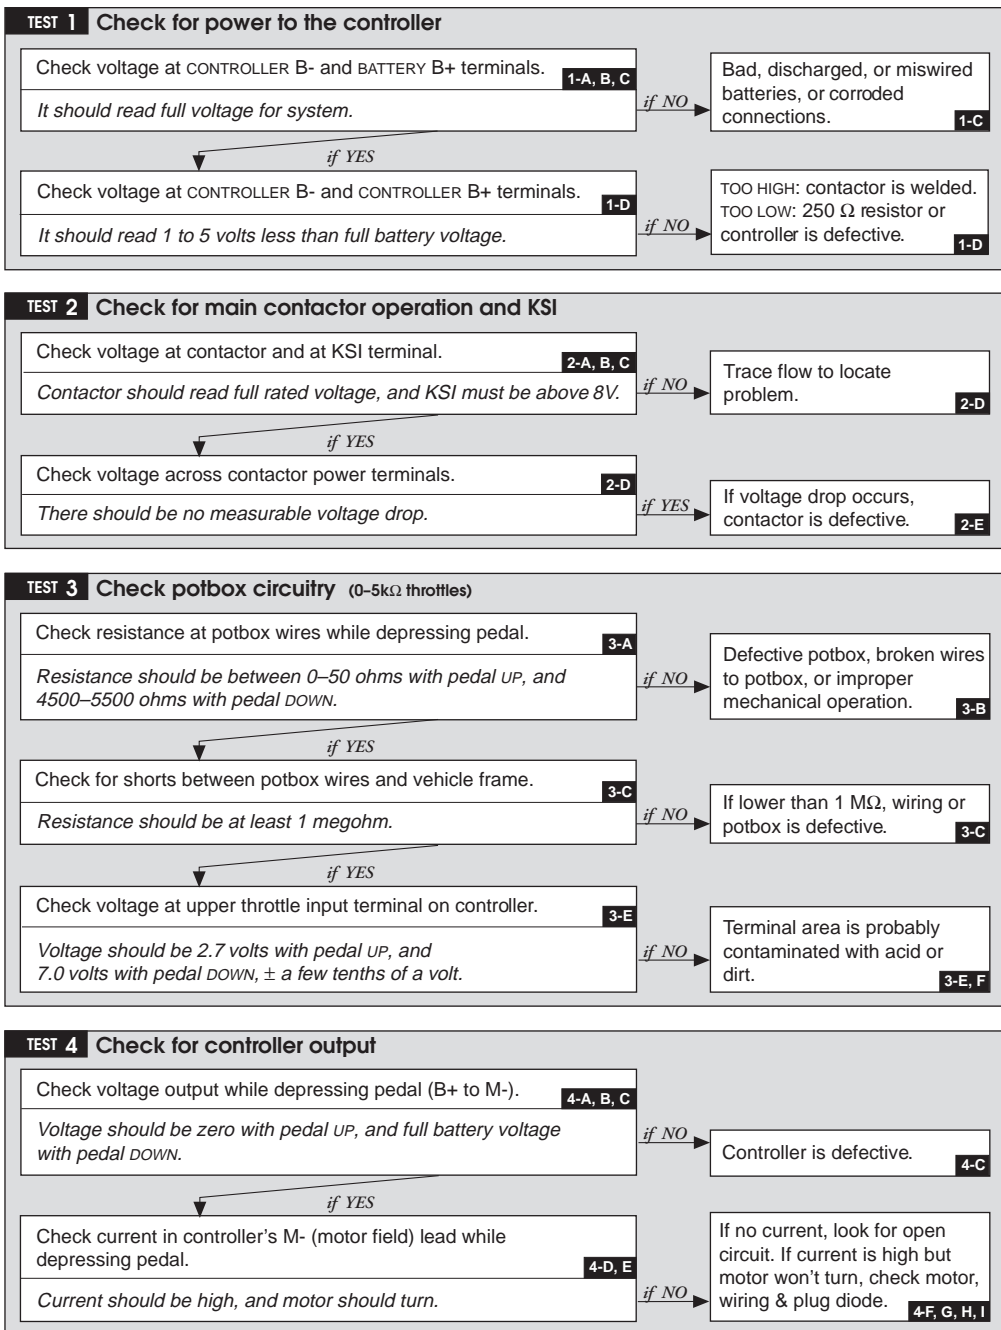 TEST 1 Check for power to the controller
Check voltage at CONTROLLER B- and BATTERY B+ terminals.
1-A, B, C
It should read full voltage for system.
if NO
Bad, discharged, or miswired
batteries, or corroded
connections.
1-C
if YES
Check voltage at CONTROLLER B- and CONTROLLER B+ terminals.
1-D
It should read 1 to 5 volts less than full battery voltage.
if NO
TOO HIGH: contactor is welded.
TOO LOW: 250 Ω resistor or
controller is defective.
1-D
TEST 2 Check for main contactor operation and KSI
Check voltage at contactor and at KSI terminal.
2-A, B, C
Contactor should read full rated voltage, and KSI must be above 8V.
if NO
Trace flow to locate
problem.
2-D
if YES
Check voltage across contactor power terminals.
2-D
There should be no measurable voltage drop.
if YES
If voltage drop occurs,
contactor is defective.
2-E
TEST 3 Check potbox circuitry (0–5kΩ throttles)
Check resistance at potbox wires while depressing pedal.
3-A
Resistance should be between 0–50 ohms with pedal UP, and
4500–5500 ohms with pedal DOWN.
if NO
Defective potbox, broken wires
to potbox, or improper
mechanical operation.
3-B
if YES
Check for shorts between potbox wires and vehicle frame.
3-C
Resistance should be at least 1 megohm.
if NO
If lower than 1 MΩ, wiring or
potbox is defective.
3-C
if YES
Check voltage at upper throttle input terminal on controller.
3-E
Voltage should be 2.7 volts with pedal UP, and
7.0 volts with pedal DOWN, ± a few tenths of a volt.
if NO
Terminal area is probably
contaminated with acid or
dirt.
3-E, F
TEST 4 Check for controller output
Check voltage output while depressing pedal (B+ to M-).
4-A, B, C
Voltage should be zero with pedal UP, and full battery voltage
with pedal DOWN.
if NO
Controller is defective.
4-C
if YES
Check current in controller's M- (motor field) lead while
depressing pedal.
4-D, E
Current should be high, and motor should turn.
if NO
If no current, look for open
circuit. If current is high but
motor won't turn, check motor,
wiring & plug diode.
4-F, G, H, I